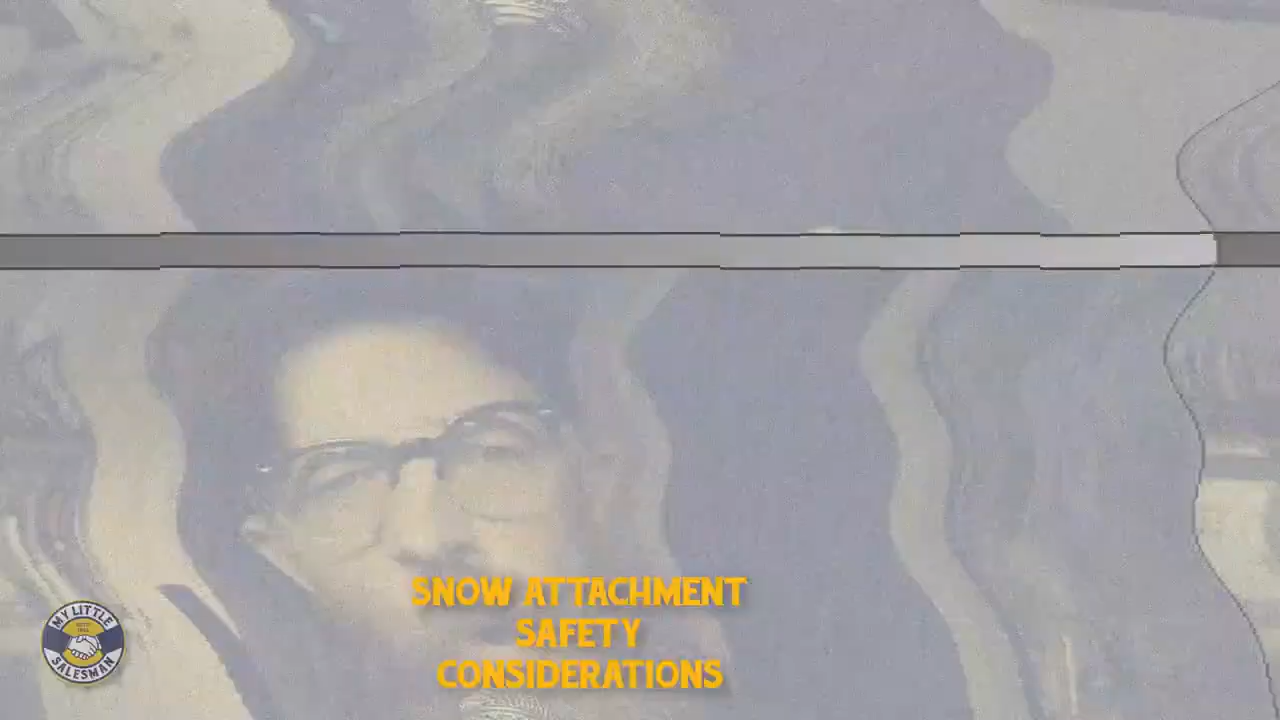 SNOW ATTACHMENT
SAFETY
CONSIDERATIONS
MY LITTLE
SALESMAN